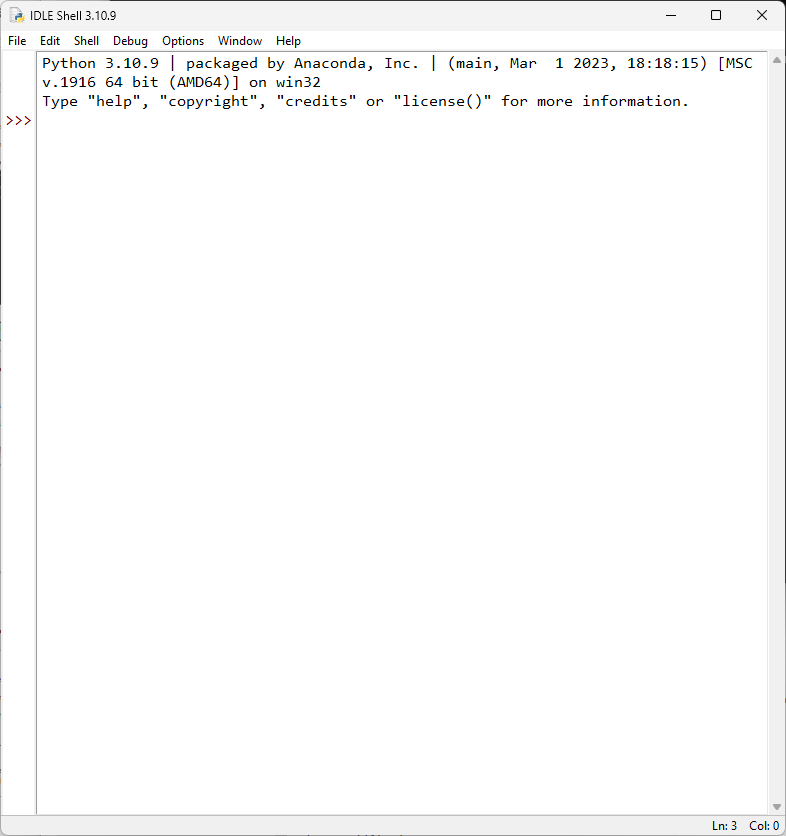 IDLE Shell 3.10.9
File Edit Shell Debug Options Window Help
Python 3.10.9 | packaged by Anaconda, Inc. | (main, Mar  1 2023, 18:18:15) [MSC
v.1916 64 bit (AMD64)] on win32
Type "help", "copyright", "credits" or "license()" for more information.
>>>
Ln: 3 Col: 0